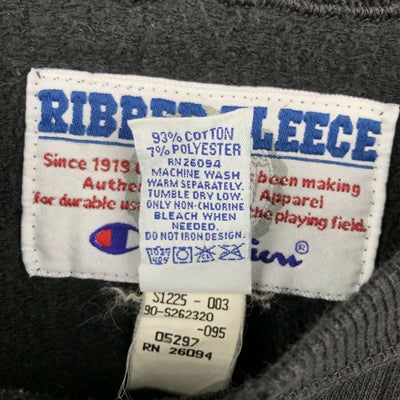 RIBBED FLEECE
Since 1919 been making
Authe Apparel
for durable us the playing field.
93% COTTON
7% POLYESTER
RN 26094
MACHINE WASH
WARM SEPARATELY.
TUMBLE DRY LOW.
ONLY NON-CHLORINE
BLEACH WHEN
NEEDED.
DO NOT IRON DESIGN.
S1225 - 003
90-S262320
-095
05297
RN 26094